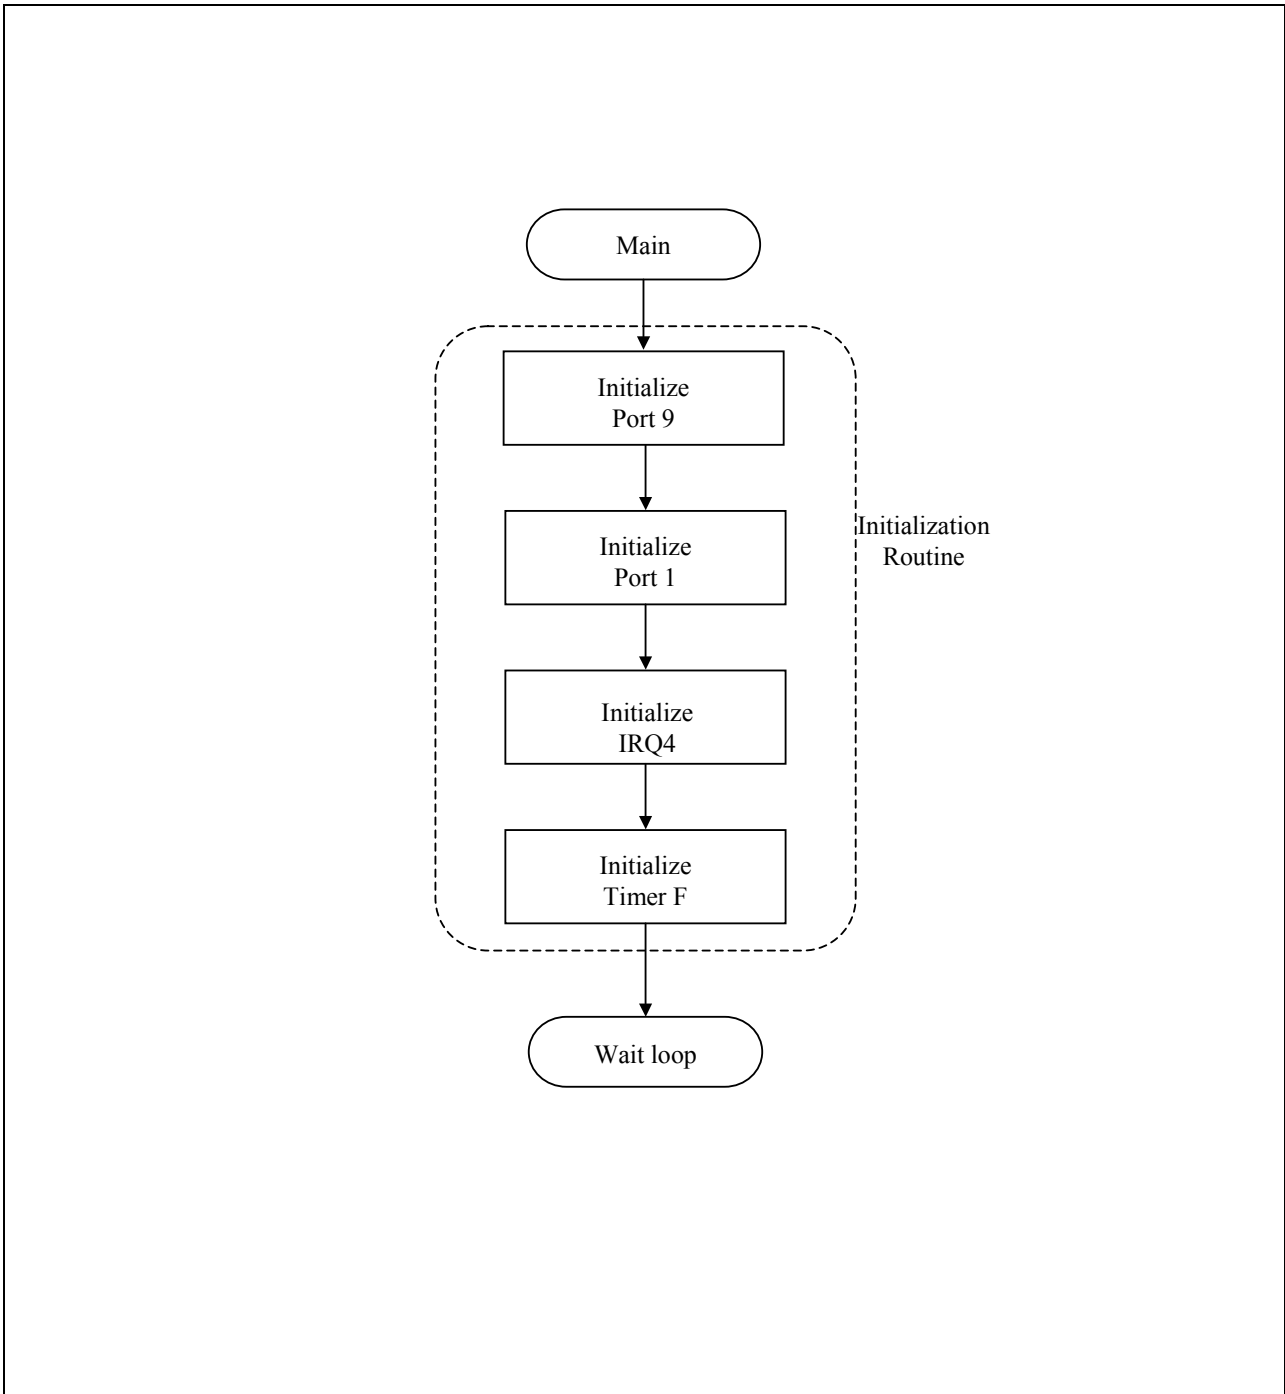 Main
Initialize
Port 9
Initialize
Port 1
Initialization
Routine
Initialize
IRQ4
Initialize
Timer F
Wait loop